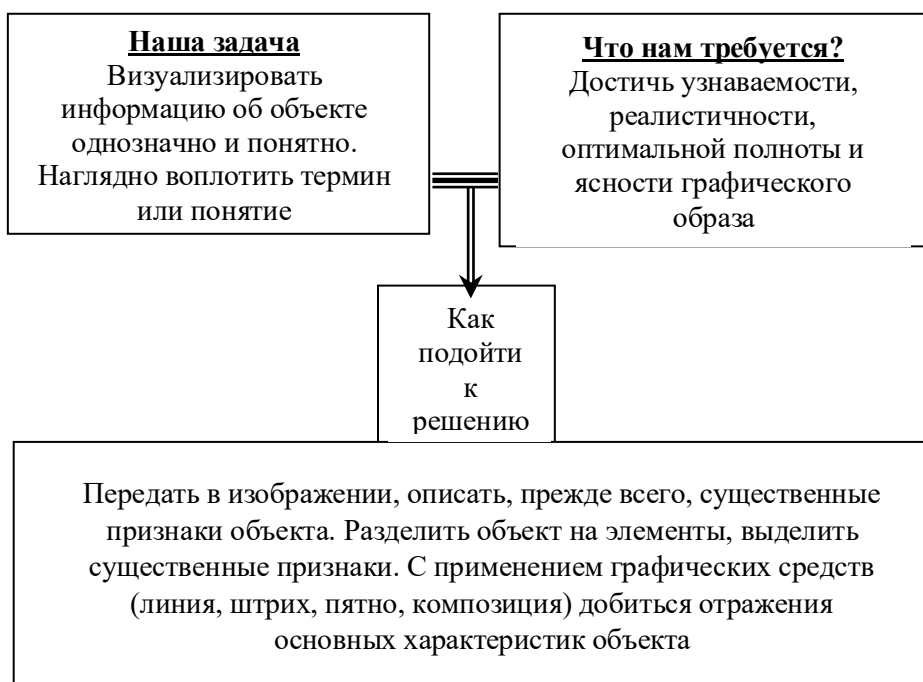 Наша задача
Визуализировать
информацию об объекте
однозначно и понятно.
Наглядно воплотить термин
или понятие
Что нам требуется?
Достичь узнаваемости,
реалистичности,
оптимальной полноты и
ясности графического
образа
Как
подойти
к
решению
Передать в изображении, описать, прежде всего, существенные
признаки объекта. Разделить объект на элементы, выделить
существенные признаки. С применением графических средств
(линия, штрих, пятно, композиция) добиться отражения
основных характеристик объекта